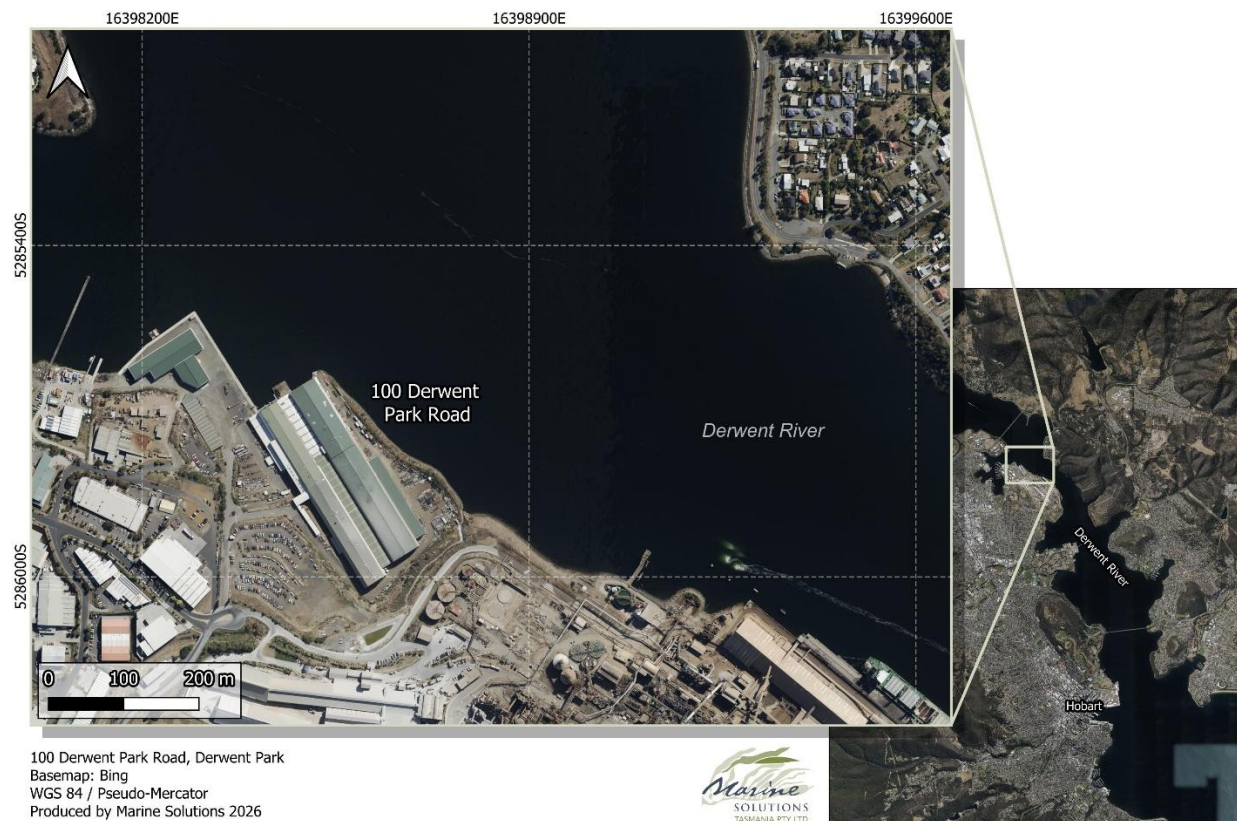 16398200E
16398900E
16399600E
5285400S
5286000S
100 Derwent
Park Road
Derwent River
0
100
200 m
Derwent River
Hobart
100 Derwent Park Road, Derwent Park
Basemap: Bing
WGS 84 / Pseudo-Mercator
Produced by Marine Solutions 2026
Marine
SOLUTIONS
TASMANIA PTY LTD